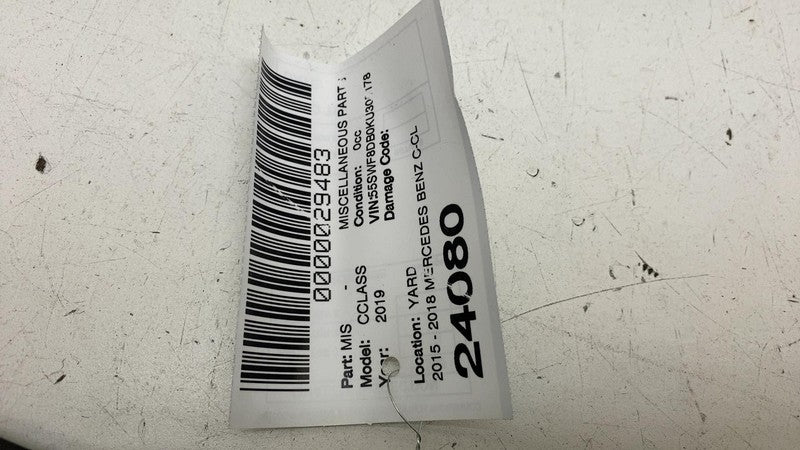 0000029483
Part: MIS - MISCELLANEOUS PART
Model: CCLASS Condition: 0cc
Year: 2019 VIN:
Damage Code:
Location: YARD
2015 - 2018 MERCEDES BENZ C-CL
24080